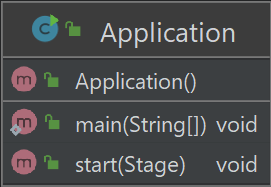 C Application
m Application()
m main(String[]) void
m start(Stage) void